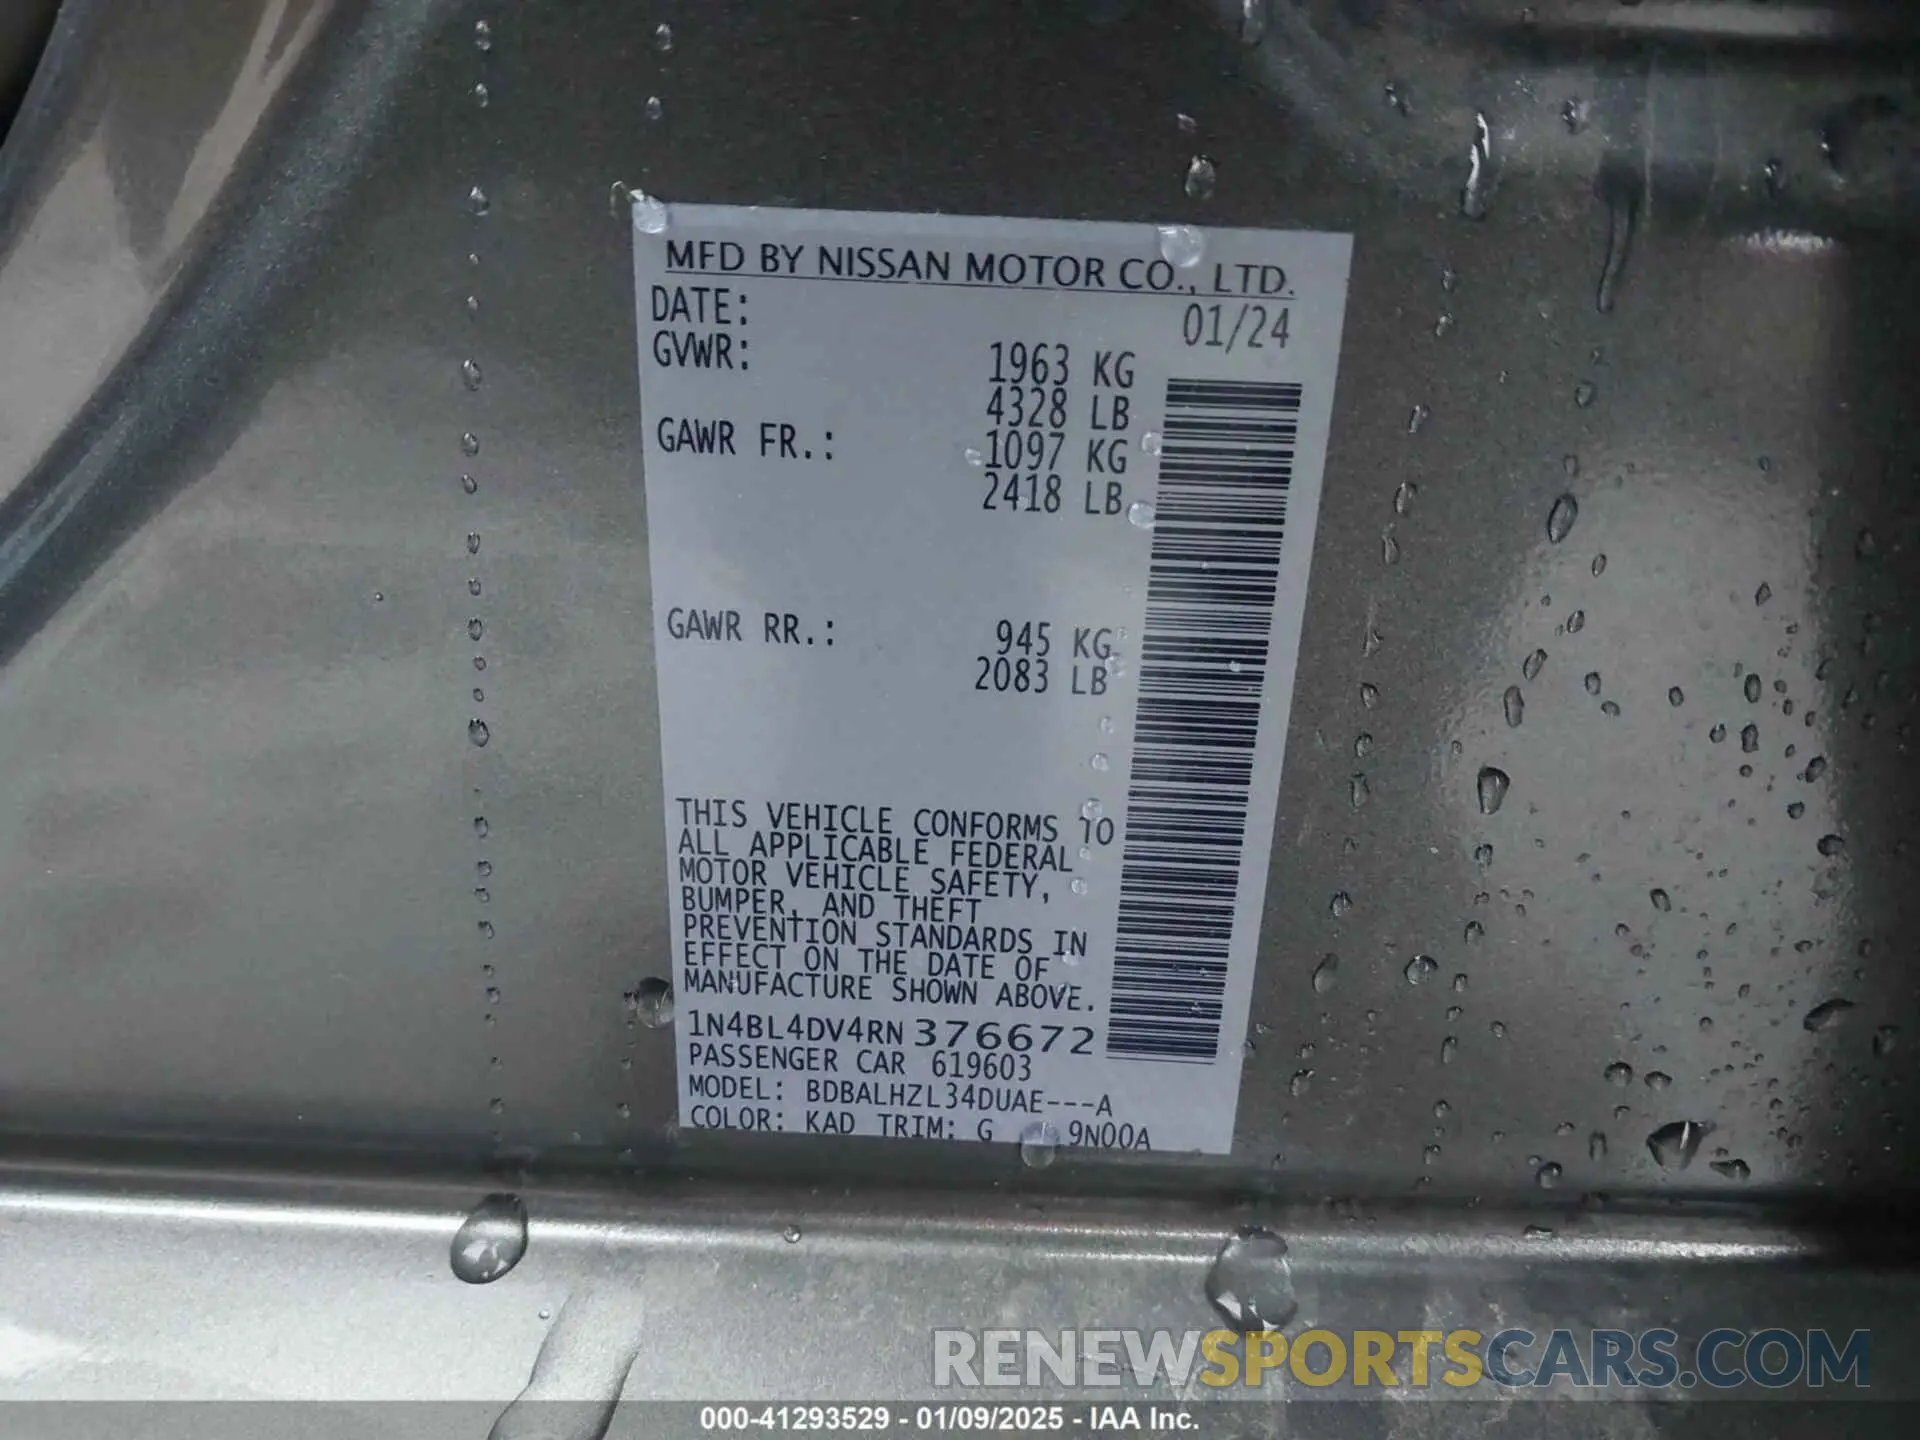 MFD BY NISSAN MOTOR CO., LTD.
DATE: 01/24
GVWR: 1963 KG
4328 LB
GAWR FR.: 1097 KG
2418 LB
GAWR RR.: 945 KG
2083 LB
THIS VEHICLE CONFORMS TO
ALL APPLICABLE FEDERAL
MOTOR VEHICLE SAFETY,
BUMPER, AND THEFT
PREVENTION STANDARDS IN
EFFECT ON THE DATE OF
MANUFACTURE SHOWN ABOVE.
1N4BL4DV4RN376672
PASSENGER CAR 619603
MODEL: BDBALHZL34DUAE---A
COLOR: KAD TRIM: G 9N00A
RENEWSPORTSCARS.COM
000-41293529 - 01/09/2025 - IAA Inc.